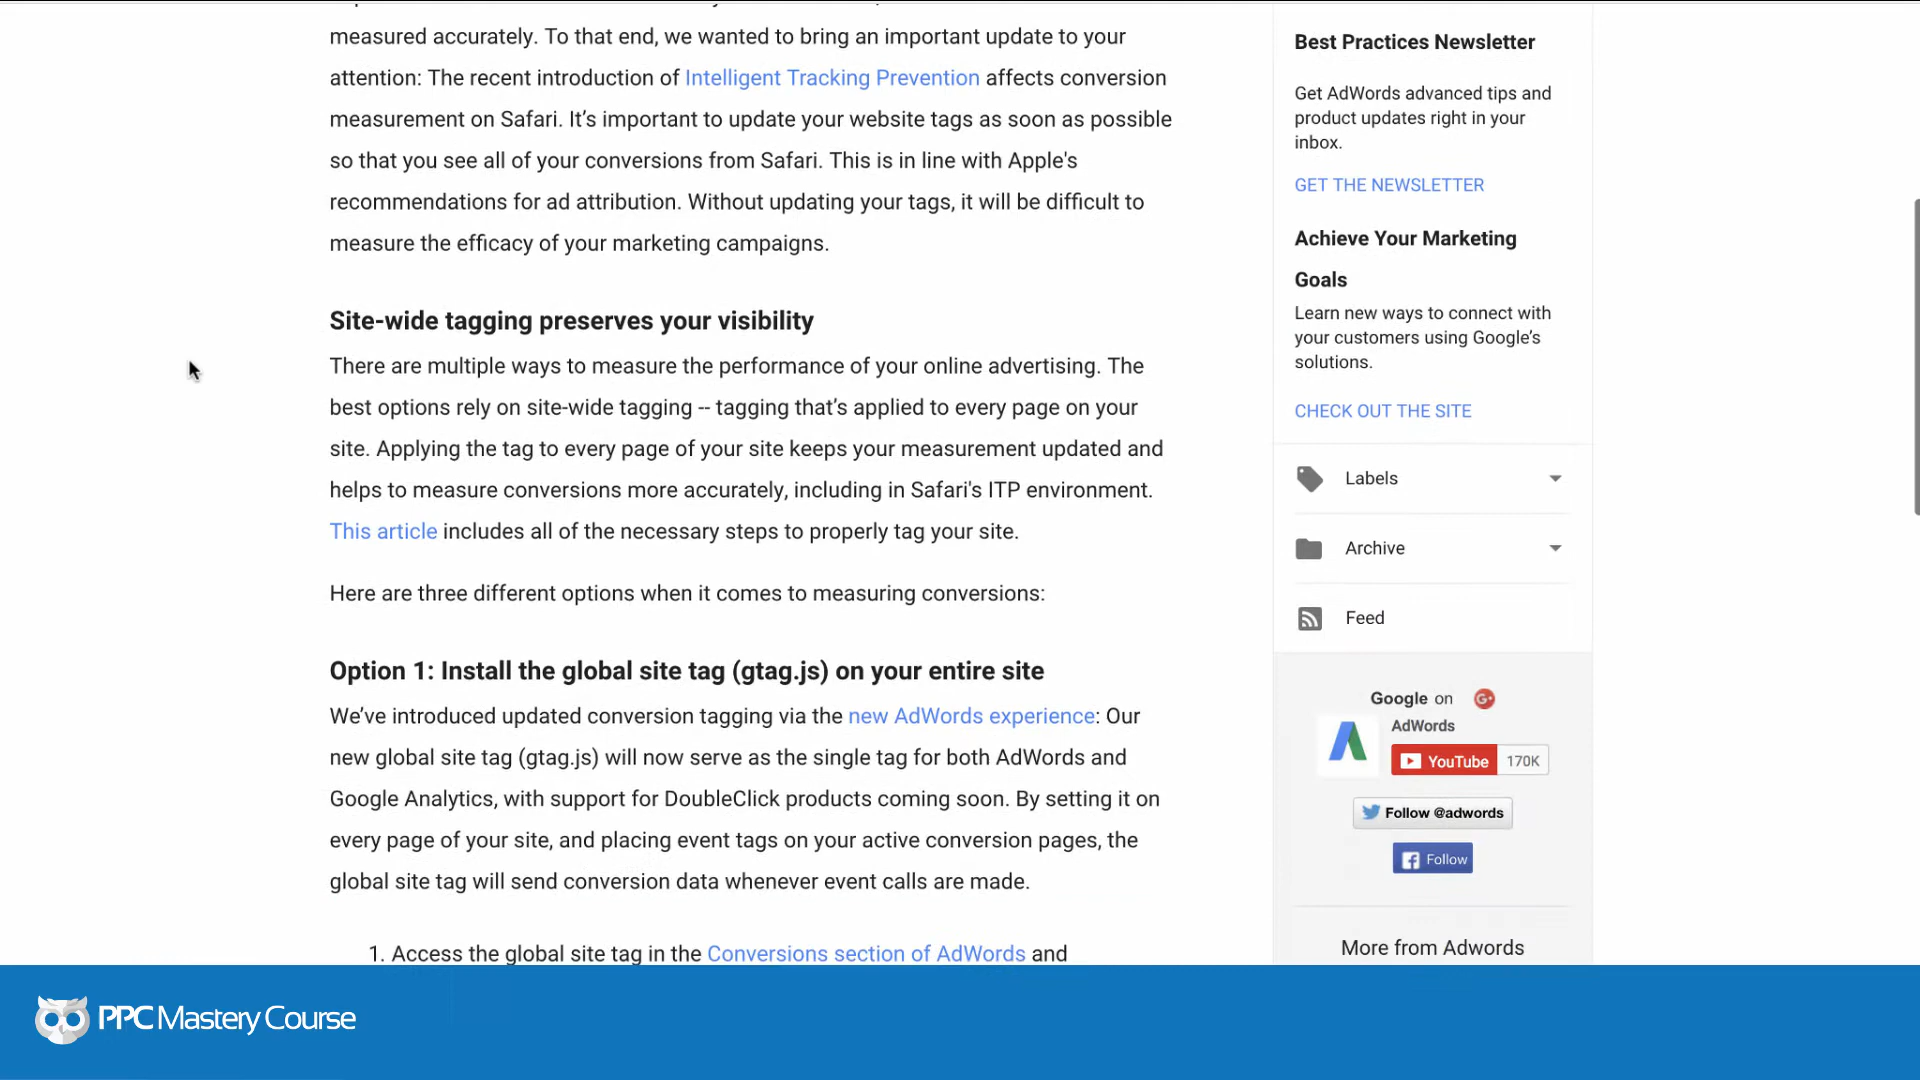 measured accurately. To that end, we wanted to bring an important update to your
attention: The recent introduction of Intelligent Tracking Prevention affects conversion
measurement on Safari. It’s important to update your website tags as soon as possible
so that you see all of your conversions from Safari. This is in line with Apple's
recommendations for ad attribution. Without updating your tags, it will be difficult to
measure the efficacy of your marketing campaigns.
Site-wide tagging preserves your visibility
There are multiple ways to measure the performance of your online advertising. The
best options rely on site-wide tagging -- tagging that’s applied to every page on your
site. Applying the tag to every page of your site keeps your measurement updated and
helps to measure conversions more accurately, including in Safari's ITP environment.
This article includes all of the necessary steps to properly tag your site.
Here are three different options when it comes to measuring conversions:
Option 1: Install the global site tag (gtag.js) on your entire site
We’ve introduced updated conversion tagging via the new AdWords experience: Our
new global site tag (gtag.js) will now serve as the single tag for both AdWords and
Google Analytics, with support for DoubleClick products coming soon. By setting it on
every page of your site, and placing event tags on your active conversion pages, the
global site tag will send conversion data whenever event calls are made.
1. Access the global site tag in the Conversions section of AdWords and
Best Practices Newsletter
Get AdWords advanced tips and
product updates right in your
inbox.
GET THE NEWSLETTER
Achieve Your Marketing
Goals
Learn new ways to connect with
your customers using Google’s
solutions.
CHECK OUT THE SITE
Labels
Archive
Feed
Google on G+
AdWords
YouTube 170K
Follow @adwords
Follow
More from Adwords
PPC Mastery Course